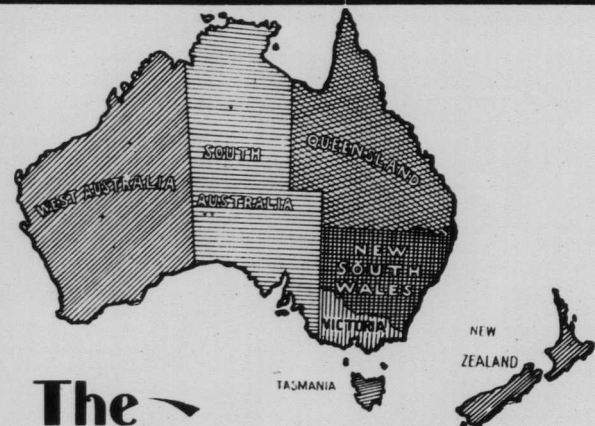 QUEENSLAND
SOUTH
WEST AUSTRALIA
AUSTRALIA
NEW
SOUTH
WALES
VICTORIA
NEW
ZEALAND
TASMANIA
The